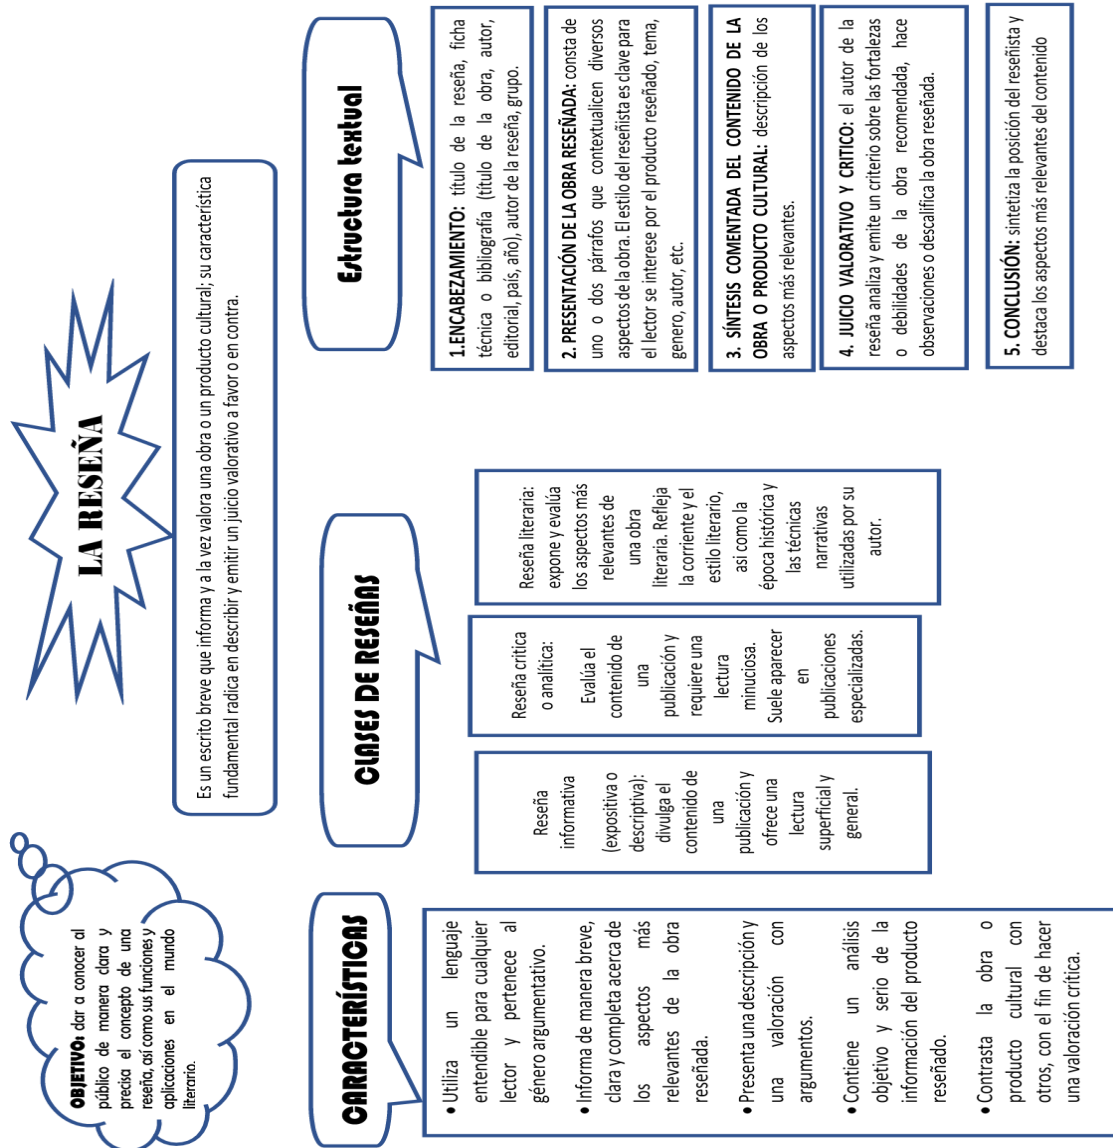 LA RESEÑA
OBJETIVO: dar a conocer al
público de manera clara y
precisa el concepto de una
reseña, así como sus funciones y
aplicaciones en el mundo
literario.
Es un escrito breve que informa y a la vez valora una obra o un producto cultural; su característica
fundamental radica en describir y emitir un juicio valorativo a favor o en contra.
CARACTERÍSTICAS
• Utiliza un lenguaje
entendible para cualquier
lector y pertenece al
género argumentativo.
• Informa de manera breve,
clara y completa acerca de
los aspectos más
relevantes de la obra
reseñada.
• Presenta una descripción y
una valoración con
argumentos.
• Contiene un análisis
objetivo y serio de la
información del producto
reseñado.
• Contrasta la obra o
producto cultural con
otros, con el fin de hacer
una valoración crítica.
CLASES DE RESEÑAS
Reseña
informativa
(expositiva o
descriptiva):
divulga el
contenido de
una
publicación y
ofrece una
lectura
superficial y
general.
Reseña critica
o analítica:
Evalúa el
contenido de
una
publicación y
requiere una
lectura
minuciosa.
Suele aparecer
en
publicaciones
especializadas.
Reseña literaria:
expone y evalúa
los aspectos más
relevantes de
una obra
literaria. Refleja
la corriente y el
estilo literario,
así como la
época histórica y
las técnicas
narrativas
utilizadas por su
autor.
Estructura textual
1.ENCABEZAMIENTO: título de la reseña, ficha
técnica o bibliografía (título de la obra, autor,
editorial, país, año), autor de la reseña, grupo.
2. PRESENTACIÓN DE LA OBRA RESEÑADA: consta de
uno o dos párrafos que contextualicen diversos
aspectos de la obra. El estilo del reseñista es clave para
el lector se interese por el producto reseñado, tema,
genero, autor, etc.
3. SÍNTESIS COMENTADA DEL CONTENIDO DE LA
OBRA O PRODUCTO CULTURAL: descripción de los
aspectos más relevantes.
4. JUICIO VALORATIVO Y CRITICO: el autor de la
reseña analiza y emite un criterio sobre las fortalezas
o debilidades de la obra recomendada, hace
observaciones o descalifica la obra reseñada.
5. CONCLUSIÓN: sintetiza la posición del reseñista y
destaca los aspectos más relevantes del contenido